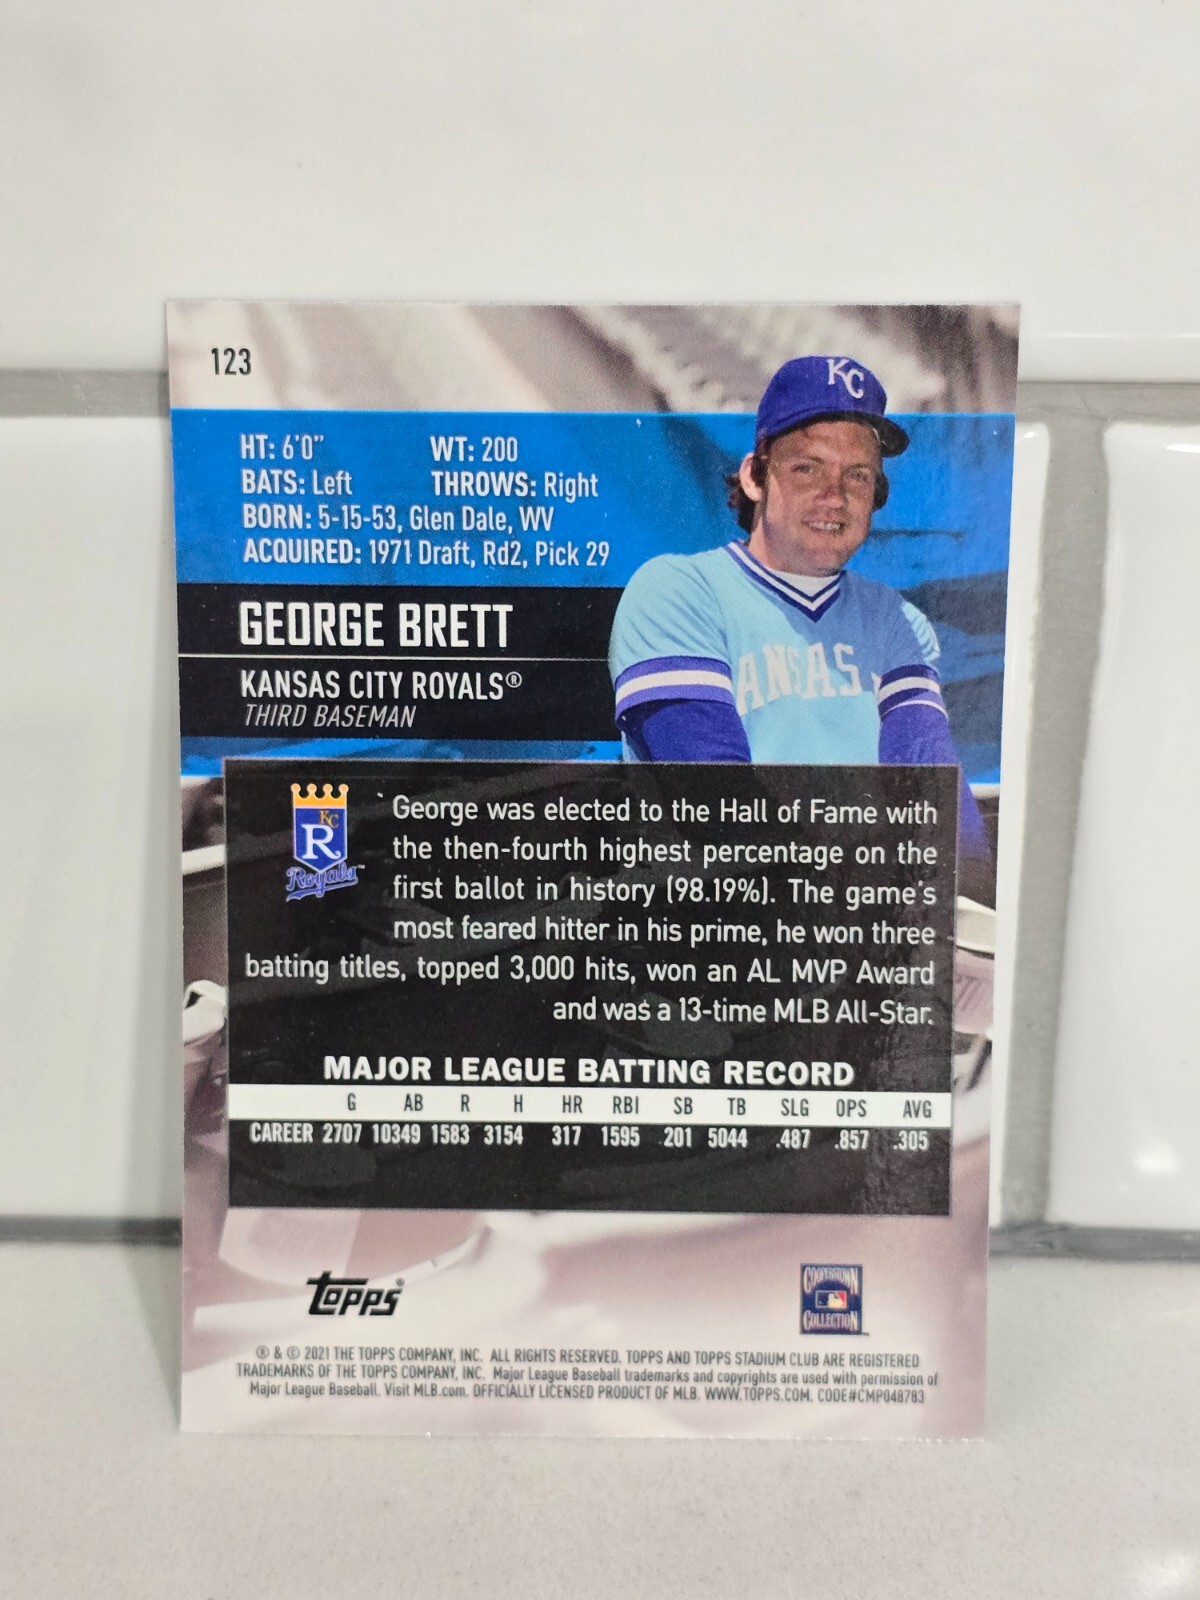 123
KC
HT: 6'0" WT: 200
BATS: Left THROWS: Right
BORN: 5-15-53, Glen Dale, WV
ACQUIRED: 1971 Draft, Rd2, Pick 29
GEORGE BRETT
KANSAS CITY ROYALS®
THIRD BASEMAN
ANSAS
KC
R
Royals™
George was elected to the Hall of Fame with
the then-fourth highest percentage on the
first ballot in history (98.19%). The game's
most feared hitter in his prime, he won three
batting titles, topped 3,000 hits, won an AL MVP Award
and was a 13-time MLB All-Star.
MAJOR LEAGUE BATTING RECORD
G AB R H HR RBI SB TB SLG OPS AVG
CAREER 2707 10349 1583 3154 317 1595 201 5044 .487 .857 .305
topps®
COOPERSTOWN
COLLECTION™
® & © 2021 THE TOPPS COMPANY, INC. ALL RIGHTS RESERVED. TOPPS AND TOPPS STADIUM CLUB ARE REGISTERED
TRADEMARKS OF THE TOPPS COMPANY, INC. Major League Baseball trademarks and copyrights are used with permission of
Major League Baseball. Visit MLB.com. OFFICIALLY LICENSED PRODUCT OF MLB. WWW.TOPPS.COM. CODE#CMP048783